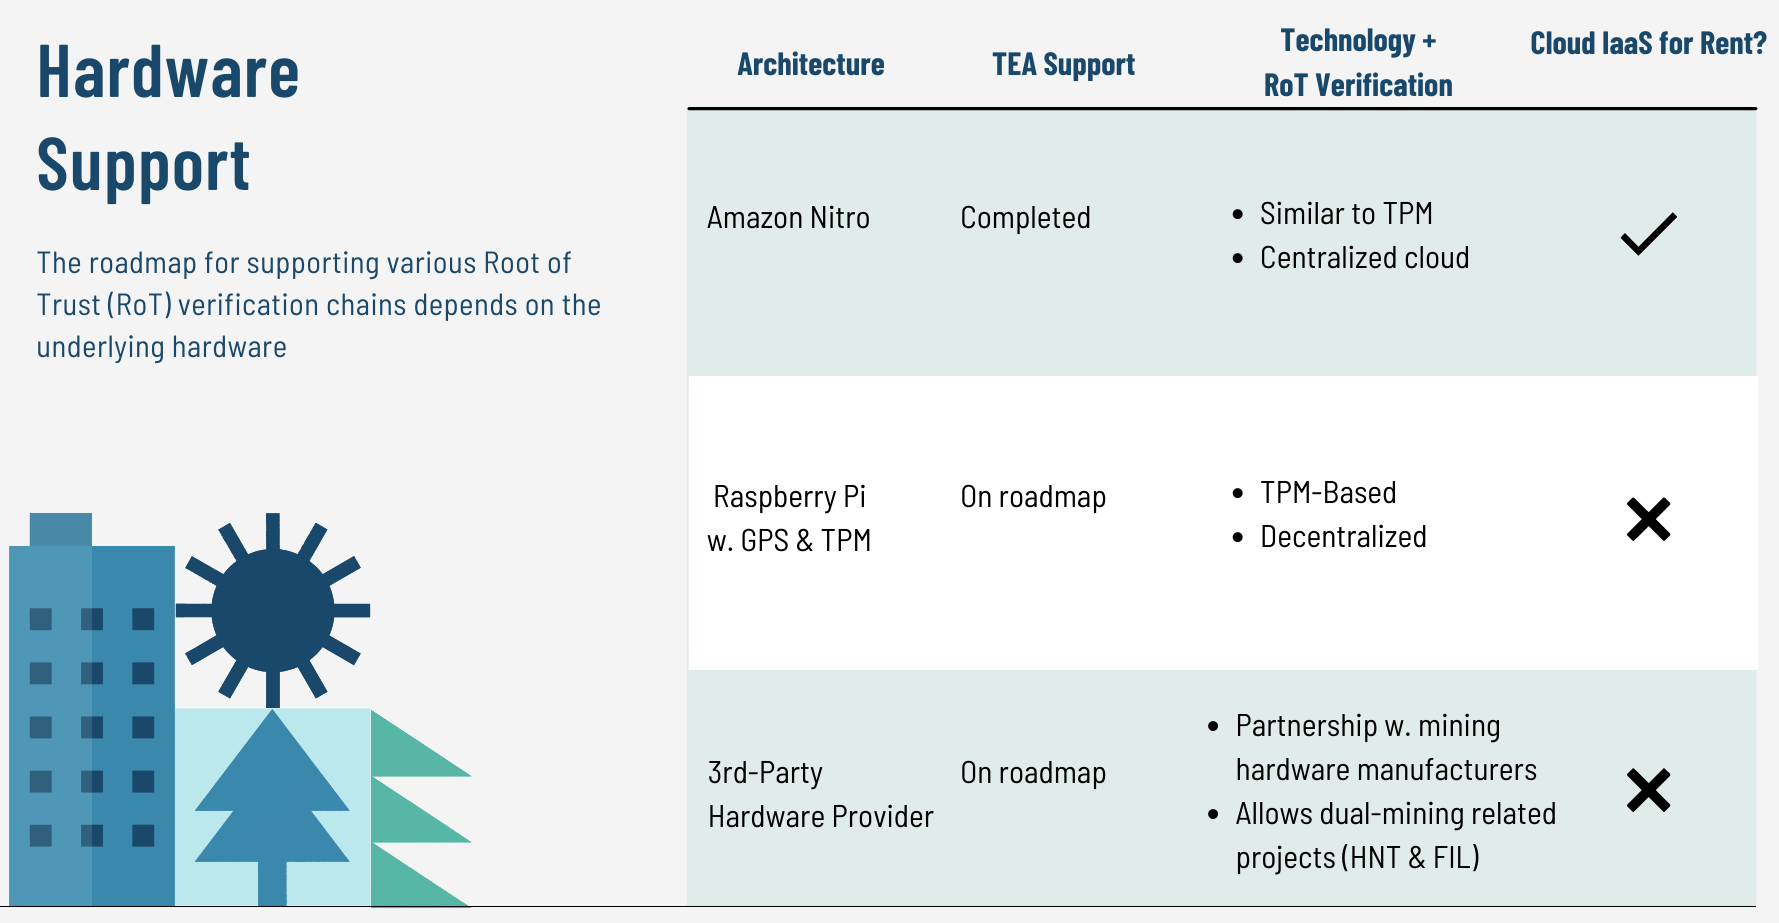 Hardware
Support
The roadmap for supporting various Root of
Trust (RoT) verification chains depends on the
underlying hardware
Architecture
TEA Support
Technology +
RoT Verification
Cloud IaaS for Rent?
Amazon Nitro
Completed
• Similar to TPM
• Centralized cloud
Raspberry Pi
w. GPS & TPM
On roadmap
• TPM-Based
• Decentralized
3rd-Party
Hardware Provider
On roadmap
• Partnership w. mining
hardware manufacturers
• Allows dual-mining related
projects (HNT & FIL)